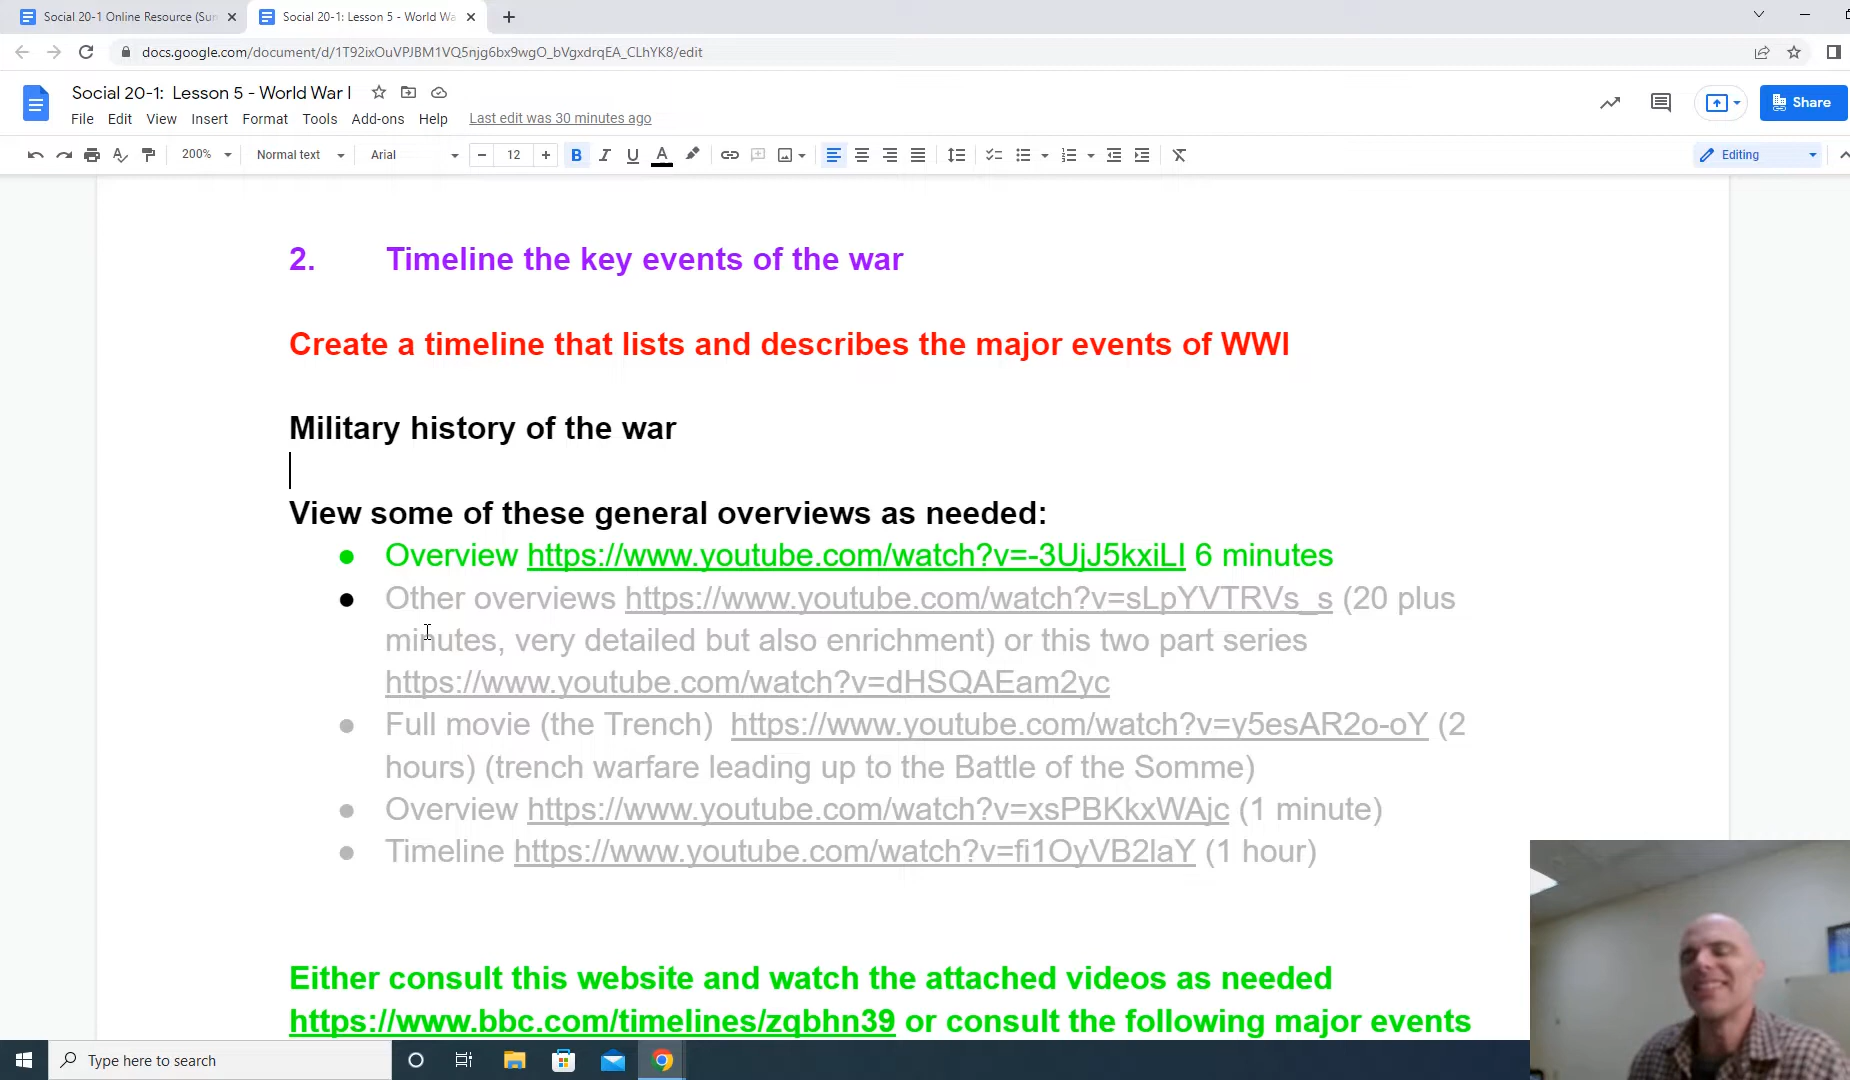 Social 20-1 Online Resource (Sur
Social 20-1: Lesson 5 - World Wa
docs.google.com/document/d/1T92ixOuVPJBM1VQ5njg6bx9wgO_bVgxdrqEA_CLhYK8/edit
Social 20-1: Lesson 5 - World War I
Share
File Edit View Insert Format Tools Add-ons Help Last edit was 30 minutes ago
200% Normal text Arial 12 B I U A Editing
2. Timeline the key events of the war
Create a timeline that lists and describes the major events of WWI
Military history of the war
View some of these general overviews as needed:
● Overview https://www.youtube.com/watch?v=-3UjJ5kxiLI 6 minutes
● Other overviews https://www.youtube.com/watch?v=sLpYVTRVs_s (20 plus
minutes, very detailed but also enrichment) or this two part series
https://www.youtube.com/watch?v=dHSQAEam2yc
● Full movie (the Trench) https://www.youtube.com/watch?v=y5esAR2o-oY (2
hours) (trench warfare leading up to the Battle of the Somme)
● Overview https://www.youtube.com/watch?v=xsPBKkxWAjc (1 minute)
● Timeline https://www.youtube.com/watch?v=fi1OyVB2laY (1 hour)
Either consult this website and watch the attached videos as needed
https://www.bbc.com/timelines/zqbhn39 or consult the following major events
Type here to search